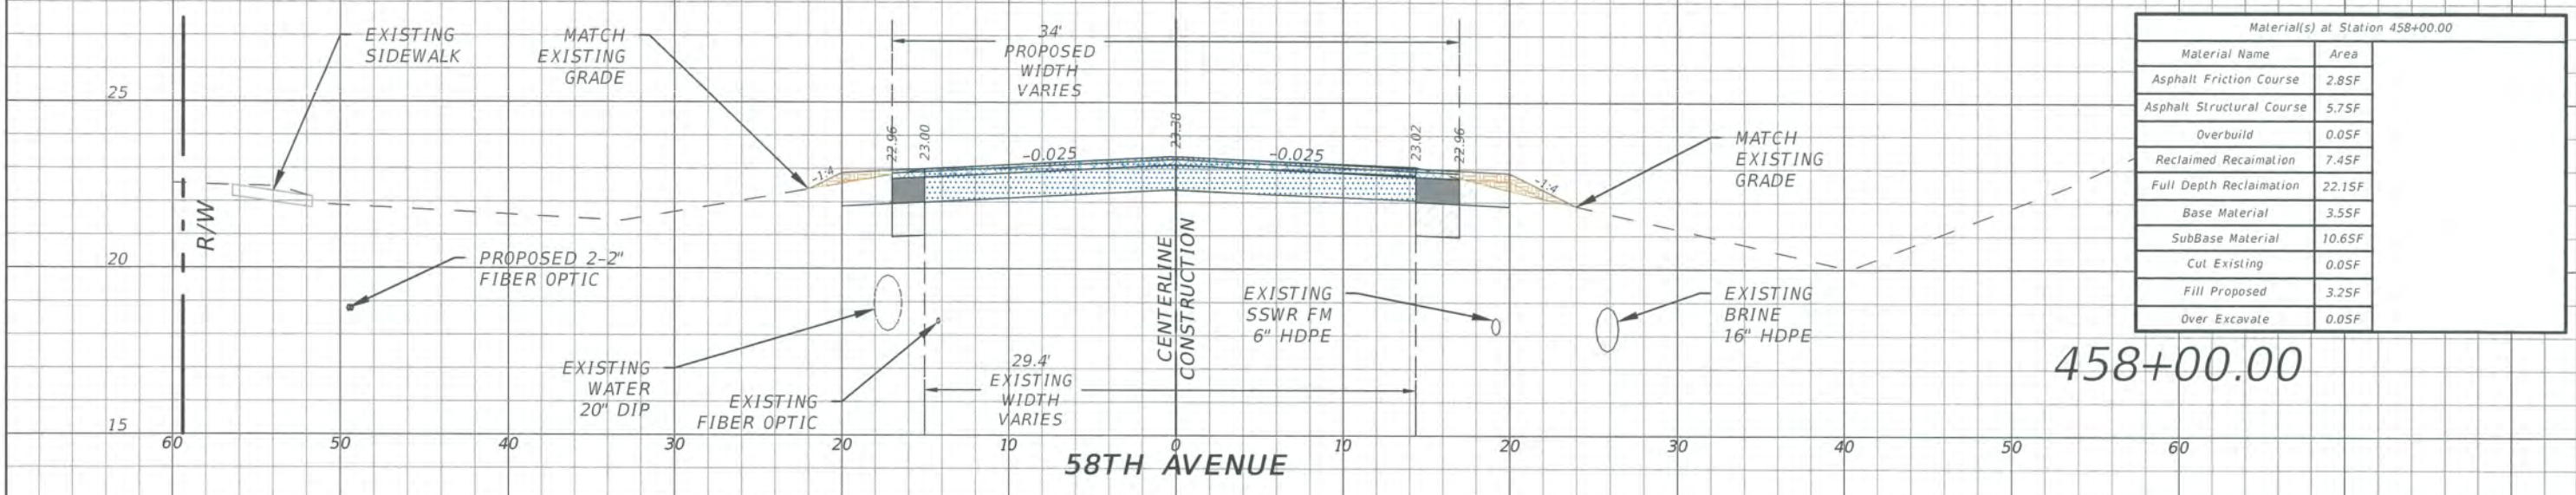 EXISTING
SIDEWALK
MATCH
EXISTING
GRADE
34'
PROPOSED
WIDTH
VARIES
25
22.96
23.00
23.38
23.02
22.96
-0.025
-0.025
-1:4
-1:4
MATCH
EXISTING
GRADE
R/W
20
PROPOSED 2-2"
FIBER OPTIC
CENTERLINE
CONSTRUCTION
EXISTING
SSWR FM
6" HDPE
EXISTING
BRINE
16" HDPE
EXISTING
WATER
20" DIP
EXISTING
FIBER OPTIC
29.4'
EXISTING
WIDTH
VARIES
15
60 50 40 30 20 10 0 10 20 30 40 50 60
58TH AVENUE
Material(s) at Station 458+00.00
Material Name Area
Asphalt Friction Course 2.8SF
Asphalt Structural Course 5.7SF
Overbuild 0.0SF
Reclaimed Recaimation 7.4SF
Full Depth Reclaimation 22.1SF
Base Material 3.5SF
SubBase Material 10.6SF
Cut Existing 0.0SF
Fill Proposed 3.2SF
Over Excavate 0.0SF
458+00.00